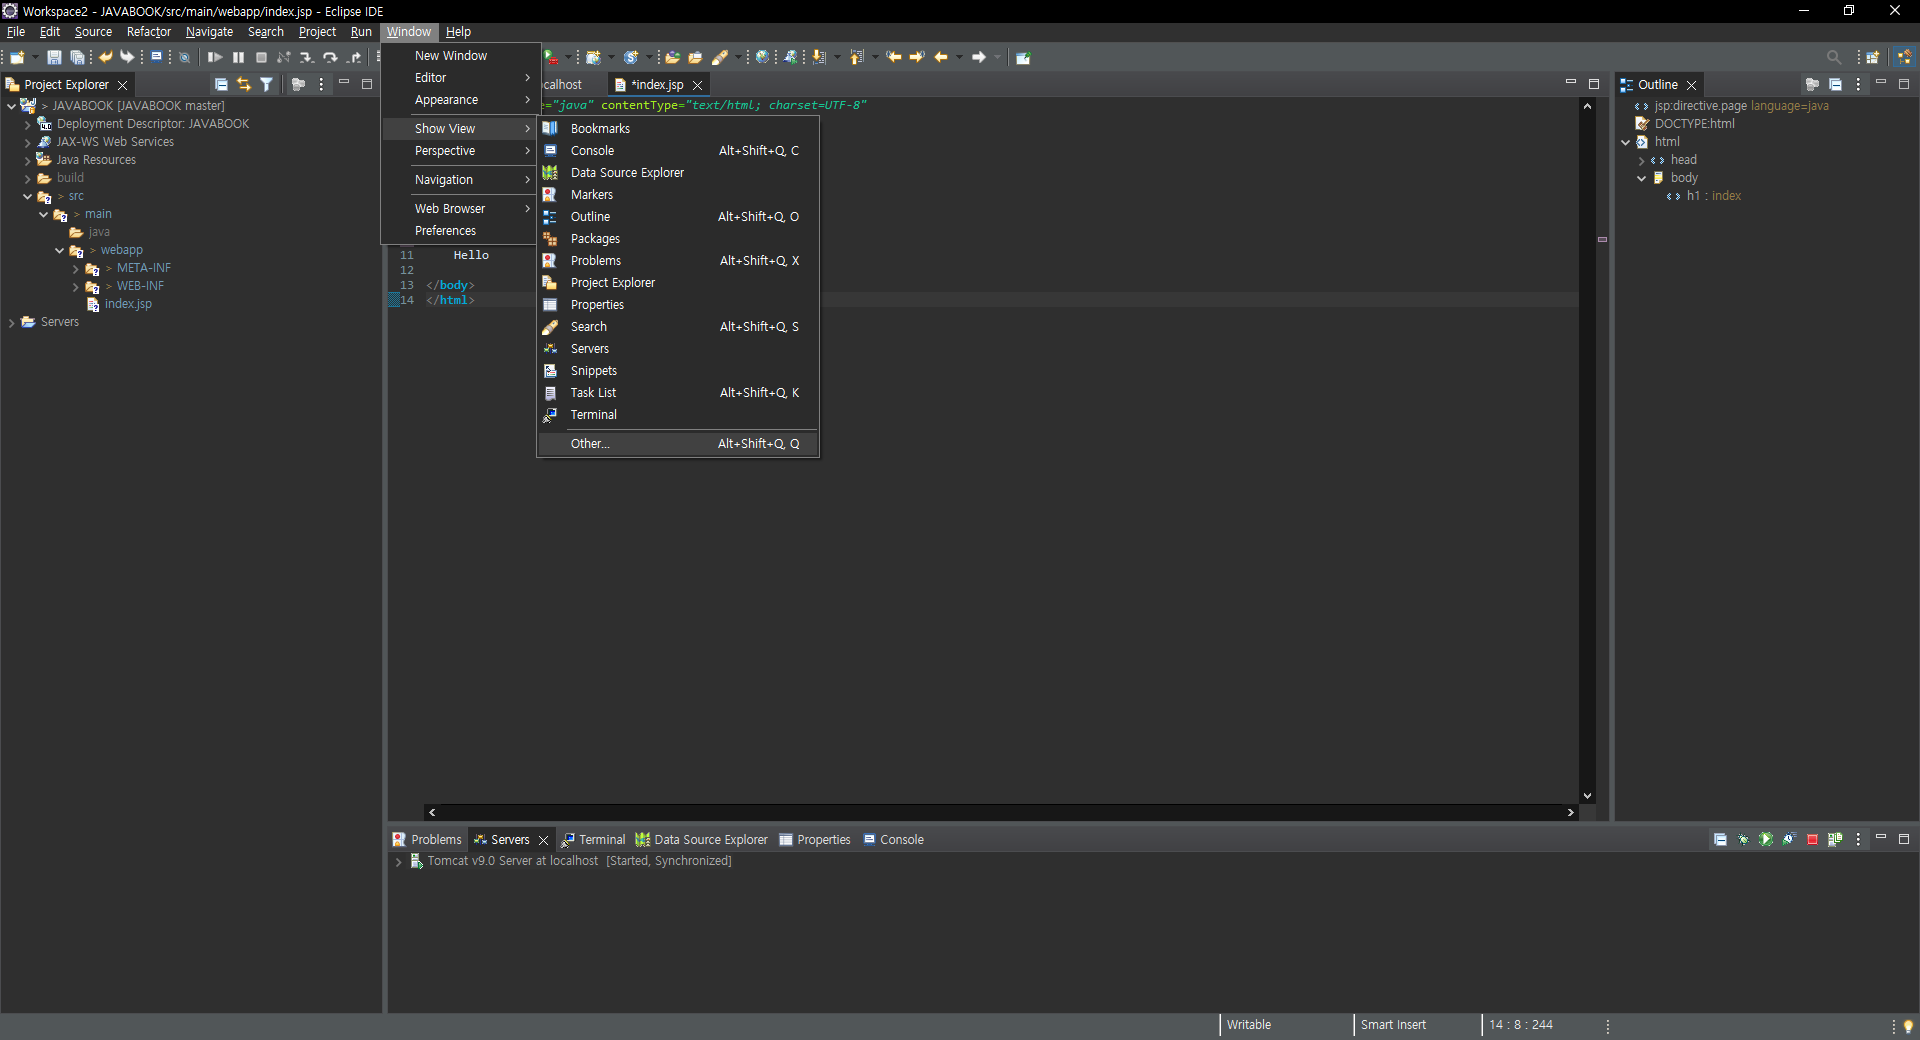 Workspace2 - JAVABOOK/src/main/webapp/index.jsp - Eclipse IDE
File Edit Source Refactor Navigate Search Project Run Window Help
Project Explorer
> JAVABOOK [JAVABOOK master]
Deployment Descriptor: JAVABOOK
JAX-WS Web Services
Java Resources
build
> src
> main
java
> webapp
> META-INF
> WEB-INF
index.jsp
Servers
New Window
Editor
Appearance
Show View
Perspective
Navigation
Web Browser
Preferences
Bookmarks
Console Alt+Shift+Q, C
Data Source Explorer
Markers
Outline Alt+Shift+Q, O
Packages
Problems Alt+Shift+Q, X
Project Explorer
Properties
Search Alt+Shift+Q, S
Servers
Snippets
Task List Alt+Shift+Q, K
Terminal
Other... Alt+Shift+Q, Q
ocalhost *index.jsp
e="java" contentType="text/html; charset=UTF-8"
11 Hello
12
13 </body>
14 </html>
Outline
jsp:directive.page language=java
DOCTYPE:html
html
head
body
h1 : index
Problems Servers Terminal Data Source Explorer Properties Console
Tomcat v9.0 Server at localhost [Started, Synchronized]
Writable Smart Insert 14 : 8 : 244